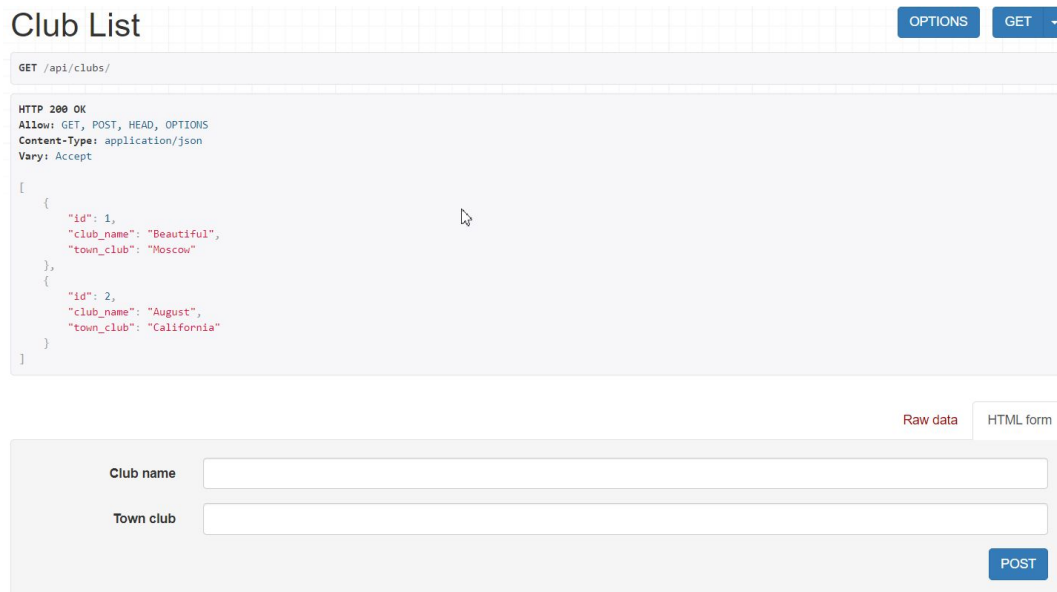 Club List
OPTIONS
GET
GET /api/clubs/
HTTP 200 OK
Allow: GET, POST, HEAD, OPTIONS
Content-Type: application/json
Vary: Accept
[
    {
        "id": 1,
        "club_name": "Beautiful",
        "town_club": "Moscow"
    },
    {
        "id": 2,
        "club_name": "August",
        "town_club": "California"
    }
]
Raw data
HTML form
Club name
Town club
POST